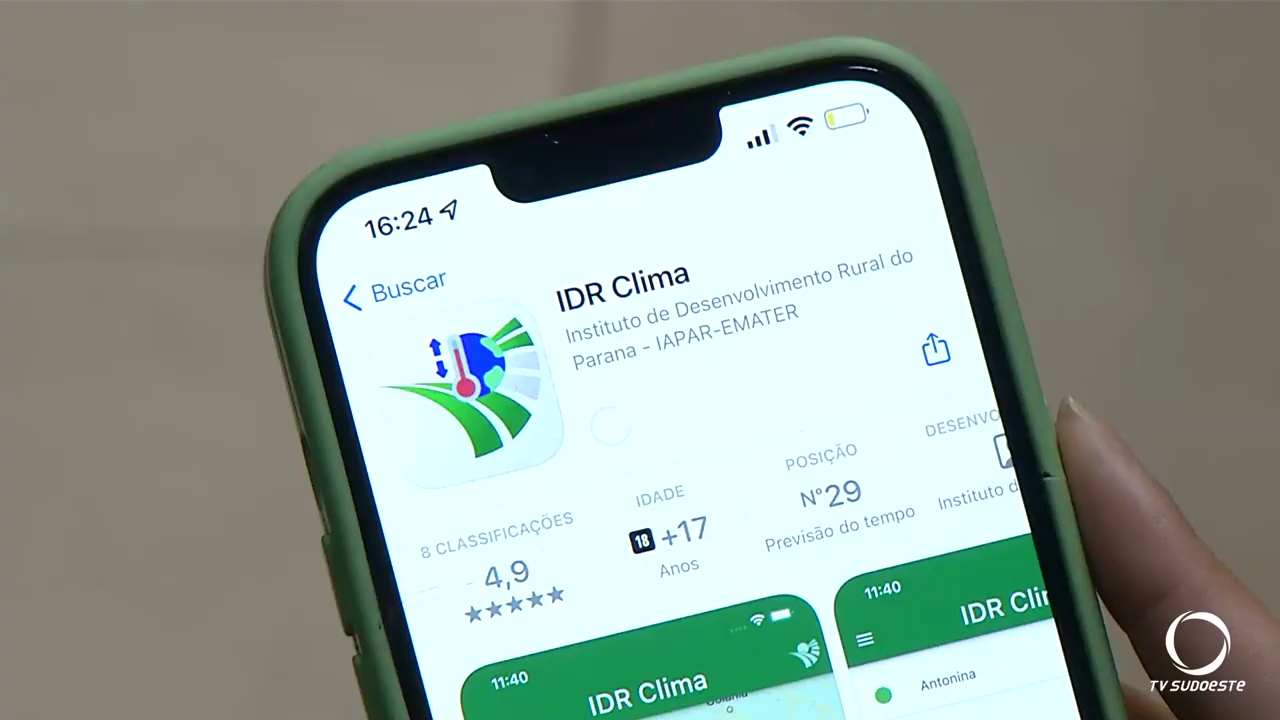 16:24
Buscar
IDR Clima
Instituto de Desenvolvimento Rural do
Parana - IAPAR-EMATER
8 CLASSIFICAÇÕES
4,9
IDADE
18 +17
Anos
POSIÇÃO
Nº29
Previsão do tempo
DESENVO
Instituto d
11:40
IDR Clima
Goiânia
11:40
IDR Clir
Antonina
TV SUDOESTE